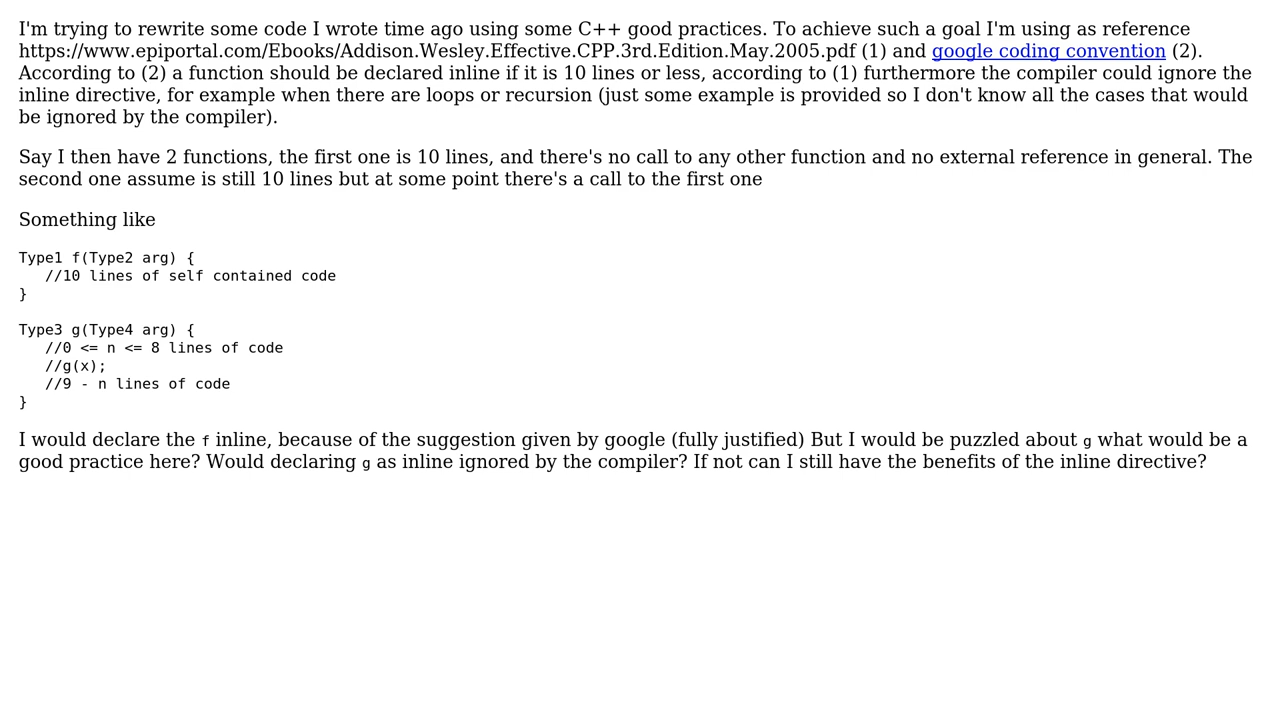 I'm trying to rewrite some code I wrote time ago using some C++ good practices. To achieve such a goal I'm using as reference
https://www.epiportal.com/Ebooks/Addison.Wesley.Effective.CPP.3rd.Edition.May.2005.pdf (1) and google coding convention (2).
According to (2) a function should be declared inline if it is 10 lines or less, according to (1) furthermore the compiler could ignore the
inline directive, for example when there are loops or recursion (just some example is provided so I don't know all the cases that would
be ignored by the compiler).
Say I then have 2 functions, the first one is 10 lines, and there's no call to any other function and no external reference in general. The
second one assume is still 10 lines but at some point there's a call to the first one
Something like
Type1 f(Type2 arg) {
   //10 lines of self contained code
}
Type3 g(Type4 arg) {
   //0 <= n <= 8 lines of code
   //g(x);
   //9 - n lines of code
}
I would declare the f inline, because of the suggestion given by google (fully justified) But I would be puzzled about g what would be a
good practice here? Would declaring g as inline ignored by the compiler? If not can I still have the benefits of the inline directive?